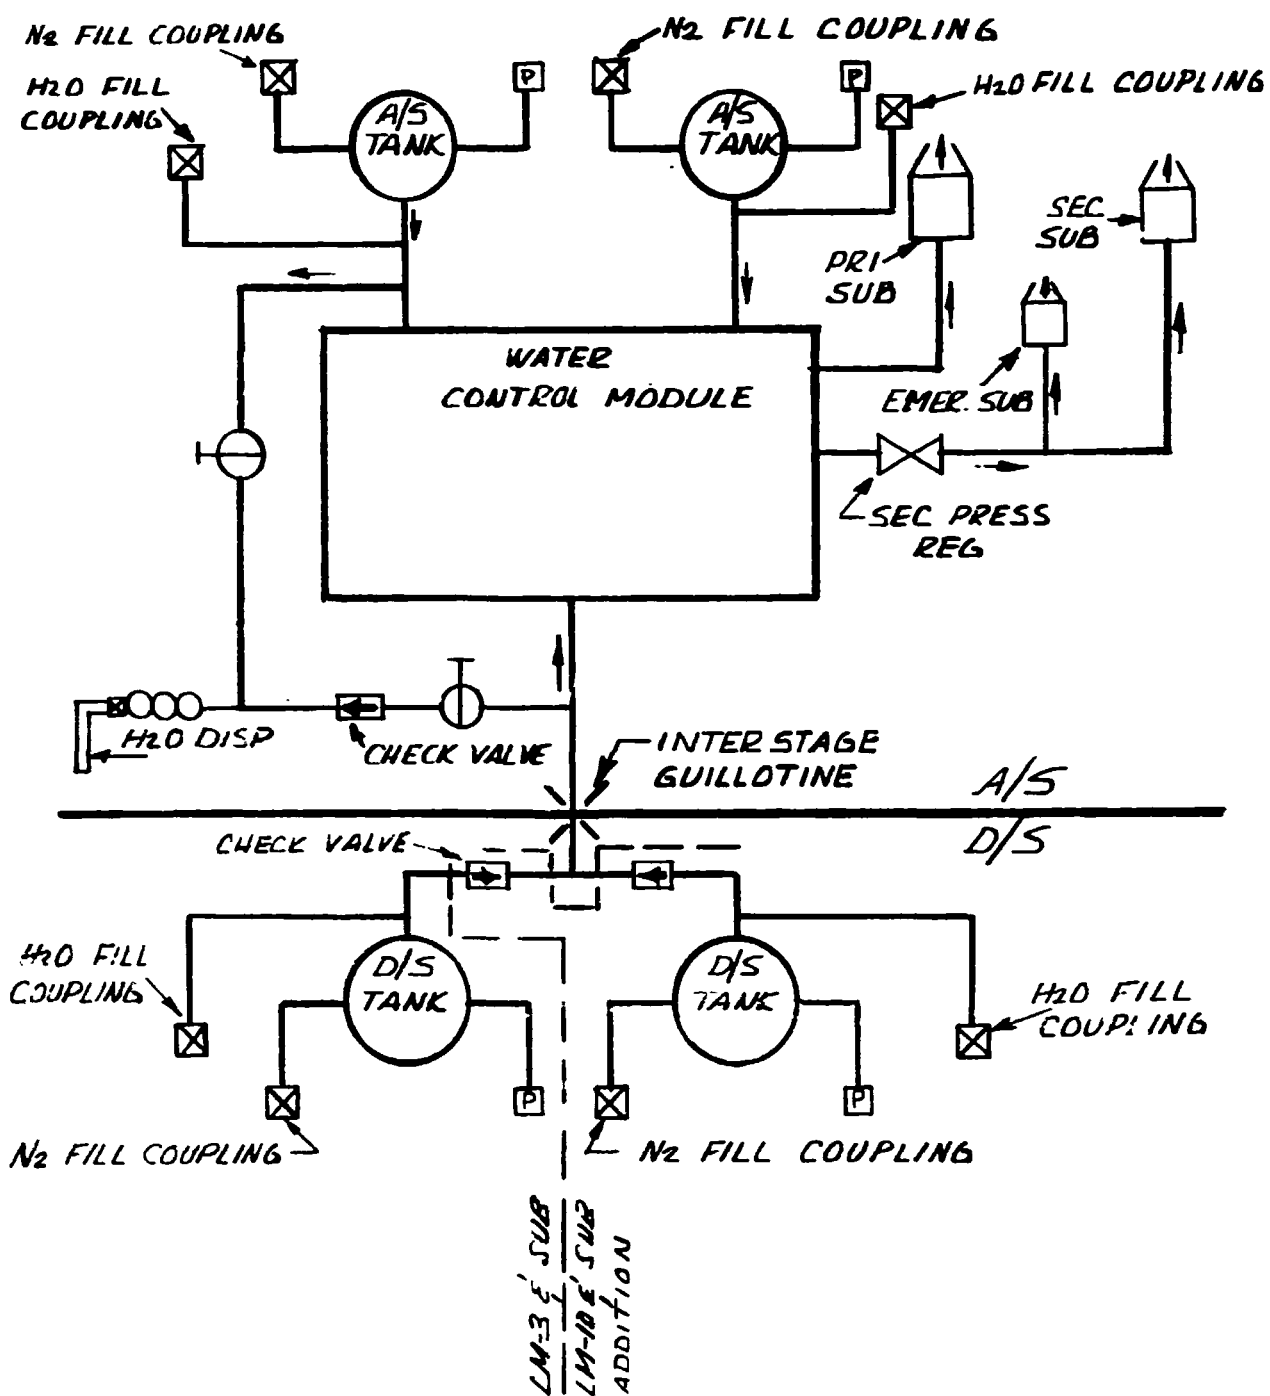 N2 FILL COUPLING
N2 FILL COUPLING
H2O FILL
COUPLING
P
P
H2O FILL COUPLING
A/S
TANK
A/S
TANK
SEC
SUB
PRI
SUB
WATER
CONTROL MODULE
EMER. SUB
SEC PRESS
REG
H2O DISP
CHECK VALVE
INTERSTAGE
GUILLOTINE
A/S
D/S
CHECK VALVE
H2O FILL
COUPLING
D/S
TANK
D/S
TANK
H2O FILL
COUPLING
P
P
N2 FILL COUPLING
N2 FILL COUPLING
LM-3 & SUB
LM-10 & SUB
ADDITION